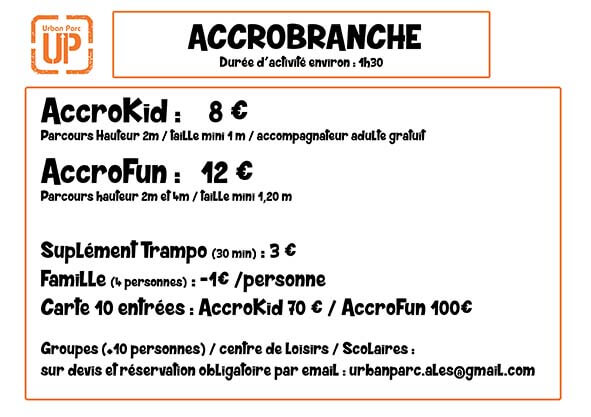 Urban Parc
UP
ACCROBRANCHE
Durée d'activité environ : 1h30
AccroKid : 8 €
Parcours Hauteur 2m / taille mini 1 m / accompagnateur adulte gratuit
AccroFun : 12 €
Parcours hauteur 2m et 4m / taille mini 1,20 m
Suplément Trampo (30 min) : 3 €
Famille (4 personnes) : -1€ /personne
Carte 10 entrées : AccroKid 70 € / AccroFun 100€
Groupes (+10 personnes) / centre de Loisirs / Scolaires :
sur devis et réservation obligatoire par email : urbanparc.ales@gmail.com